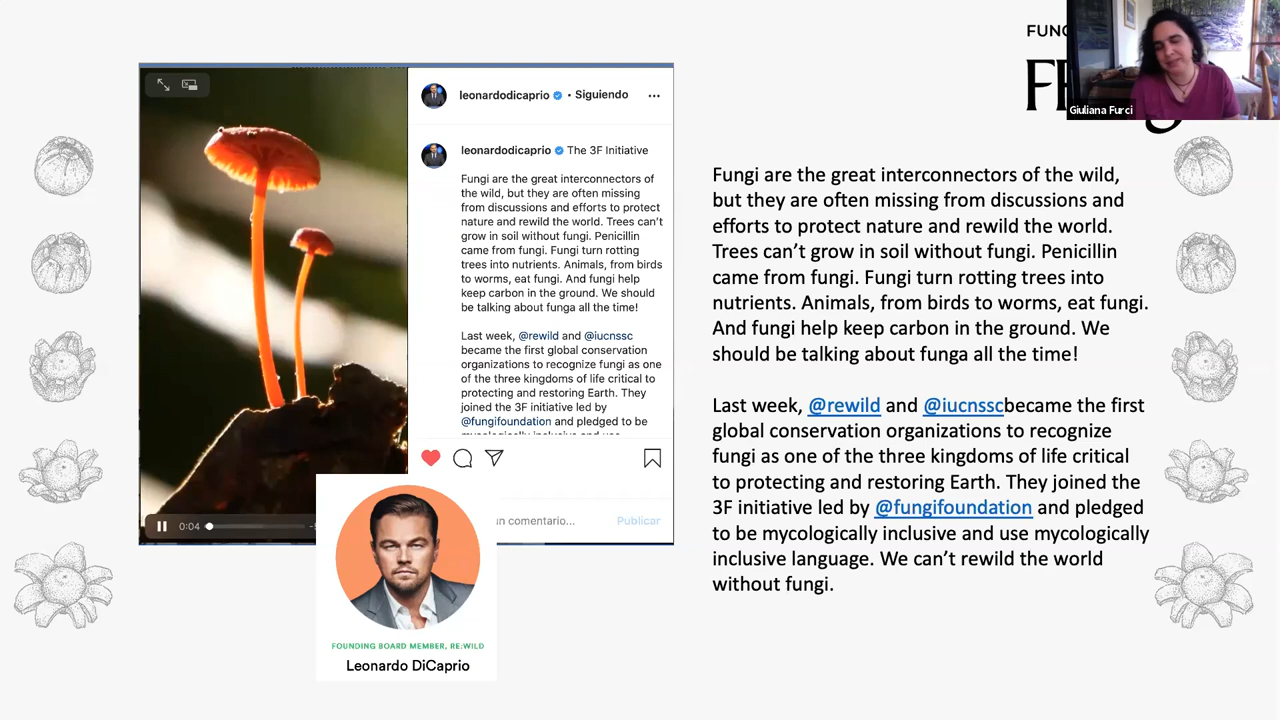 leonardodicaprio • Siguiendo
leonardodicaprio The 3F Initiative
Fungi are the great interconnectors of
the wild, but they are often missing
from discussions and efforts to protect
nature and rewild the world. Trees can't
grow in soil without fungi. Penicillin
came from fungi. Fungi turn rotting
trees into nutrients. Animals, from birds
to worms, eat fungi. And fungi help
keep carbon in the ground. We should
be talking about funga all the time!
Last week, @rewild and @iucnssc
became the first global conservation
organizations to recognize fungi as one
of the three kingdoms of life critical to
protecting and restoring Earth. They
joined the 3F initiative led by
@fungifoundation and pledged to be
0:04
un comentario... Publicar
FOUNDING BOARD MEMBER, RE:WILD
Leonardo DiCaprio
Giuliana Furci
Fungi are the great interconnectors of the wild,
but they are often missing from discussions and
efforts to protect nature and rewild the world.
Trees can't grow in soil without fungi. Penicillin
came from fungi. Fungi turn rotting trees into
nutrients. Animals, from birds to worms, eat fungi.
And fungi help keep carbon in the ground. We
should be talking about funga all the time!
Last week, @rewild and @iucnsscbecame the first
global conservation organizations to recognize
fungi as one of the three kingdoms of life critical
to protecting and restoring Earth. They joined the
3F initiative led by @fungifoundation and pledged
to be mycologically inclusive and use mycologically
inclusive language. We can't rewild the world
without fungi.